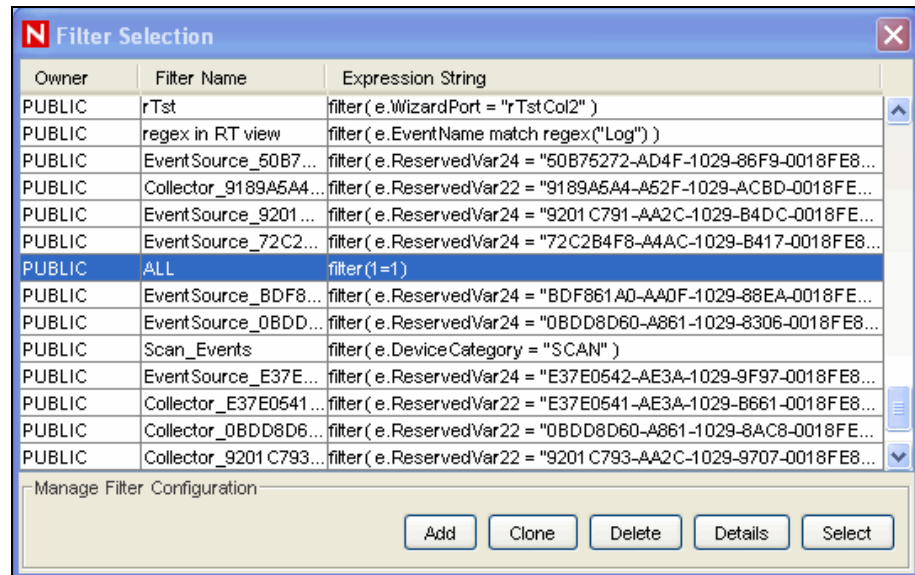 N Filter Selection
Owner Filter Name Expression String
PUBLIC rTst filter( e.WizardPort = "rTstCol2" )
PUBLIC regex in RT view filter( e.EventName match regex("Log") )
PUBLIC EventSource_50B7... filter( e.ReservedVar24 = "50B75272-AD4F-1029-86F9-0018FE8...
PUBLIC Collector_9189A5A4... filter( e.ReservedVar22 = "9189A5A4-A52F-1029-ACBD-0018FE...
PUBLIC EventSource_9201... filter( e.ReservedVar24 = "9201C791-AA2C-1029-B4DC-0018FE...
PUBLIC EventSource_72C2... filter( e.ReservedVar24 = "72C2B4F8-A4AC-1029-B417-0018FE8...
PUBLIC ALL filter(1=1)
PUBLIC EventSource_BDF8... filter( e.ReservedVar24 = "BDF861A0-AA0F-1029-88EA-0018FE...
PUBLIC EventSource_0BDD... filter( e.ReservedVar24 = "0BDD8D60-A861-1029-8306-0018FE8...
PUBLIC Scan_Events filter( e.DeviceCategory = "SCAN" )
PUBLIC EventSource_E37E... filter( e.ReservedVar24 = "E37E0542-AE3A-1029-9F97-0018FE8...
PUBLIC Collector_E37E0541... filter( e.ReservedVar22 = "E37E0541-AE3A-1029-B661-0018FE8...
PUBLIC Collector_0BDD8D6... filter( e.ReservedVar22 = "0BDD8D60-A861-1029-8AC8-0018FE...
PUBLIC Collector_9201C793... filter( e.ReservedVar22 = "9201C793-AA2C-1029-9707-0018FE8...
Manage Filter Configuration
Add Clone Delete Details Select